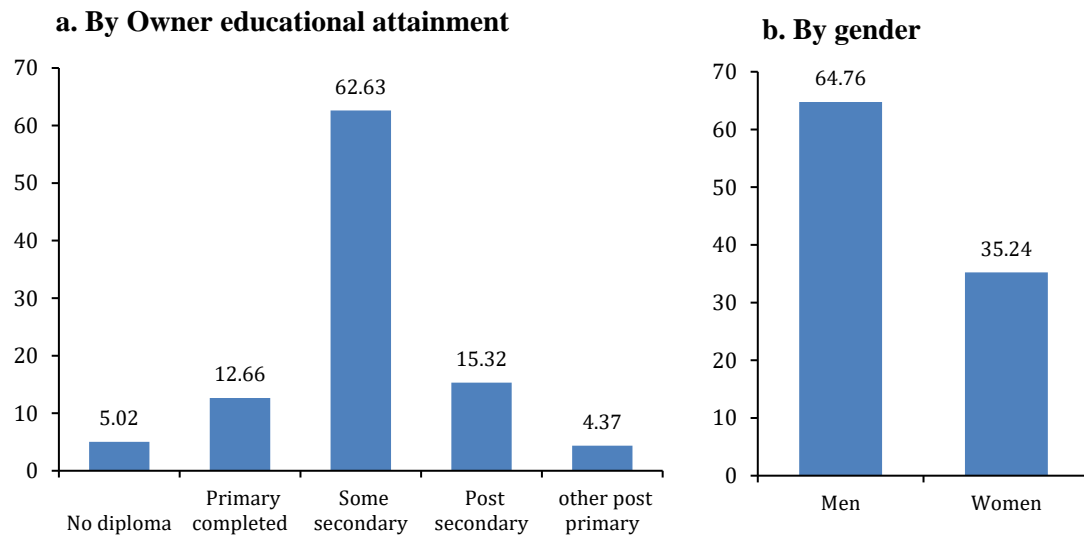 a. By Owner educational attainment
70
60
50
40
30
20
10
0
5.02
12.66
62.63
15.32
4.37
No diploma
Primary
completed
Some
secondary
Post
secondary
other post
primary
b. By gender
70
60
50
40
30
20
10
0
64.76
35.24
Men
Women